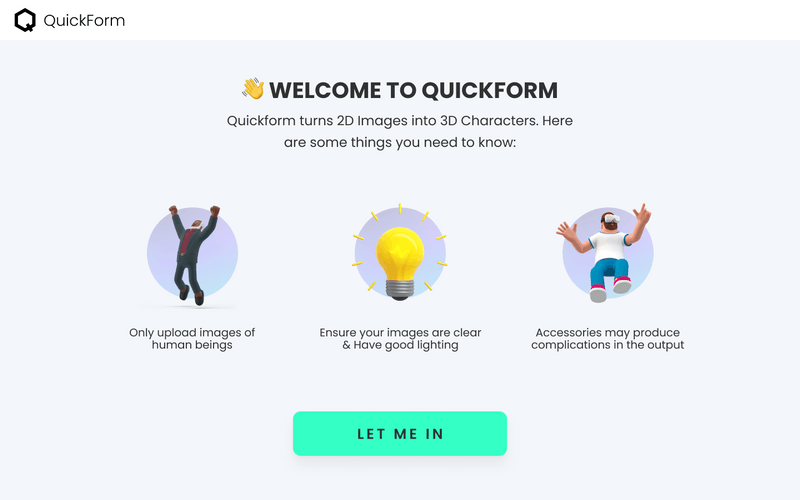 QuickForm
👋 WELCOME TO QUICKFORM
Quickform turns 2D Images into 3D Characters. Here
are some things you need to know:
Only upload images of
human beings
Ensure your images are clear
& Have good lighting
Accessories may produce
complications in the output
LET ME IN